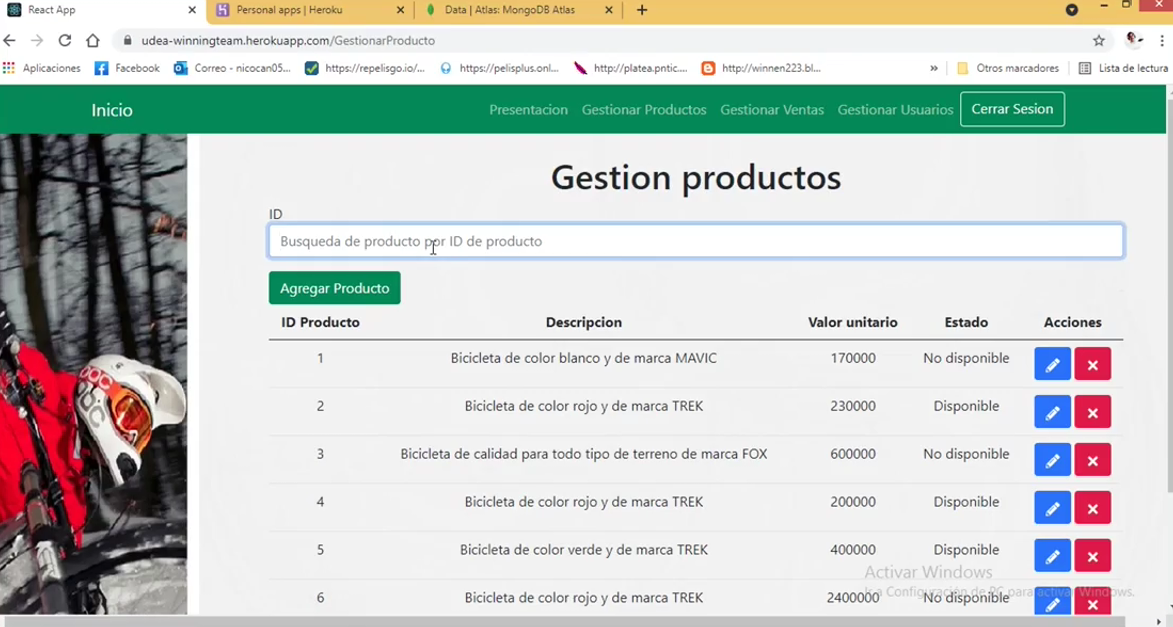 React App
Personal apps | Heroku
Data | Atlas: MongoDB Atlas
udea-winningteam.herokuapp.com/GestionarProducto
Aplicaciones
Facebook
Correo - nicocan05...
https://repelisgo.io/...
https://pelisplus.onl...
http://platea.pntic....
http://winnen223.bl...
»
Otros marcadores
Lista de lectura
Inicio
Presentacion
Gestionar Productos
Gestionar Ventas
Gestionar Usuarios
Cerrar Sesion
POC
Gestion productos
ID
Busqueda de producto por ID de producto
Agregar Producto
ID Producto Descripcion Valor unitario Estado Acciones
1 Bicicleta de color blanco y de marca MAVIC 170000 No disponible
2 Bicicleta de color rojo y de marca TREK 230000 Disponible
3 Bicicleta de calidad para todo tipo de terreno de marca FOX 600000 No disponible
4 Bicicleta de color rojo y de marca TREK 200000 Disponible
5 Bicicleta de color verde y de marca TREK 400000 Disponible
6 Bicicleta de color rojo y de marca TREK 2400000 No disponible
Activar Windows
Ir a Configuración de PC para activar Windows.